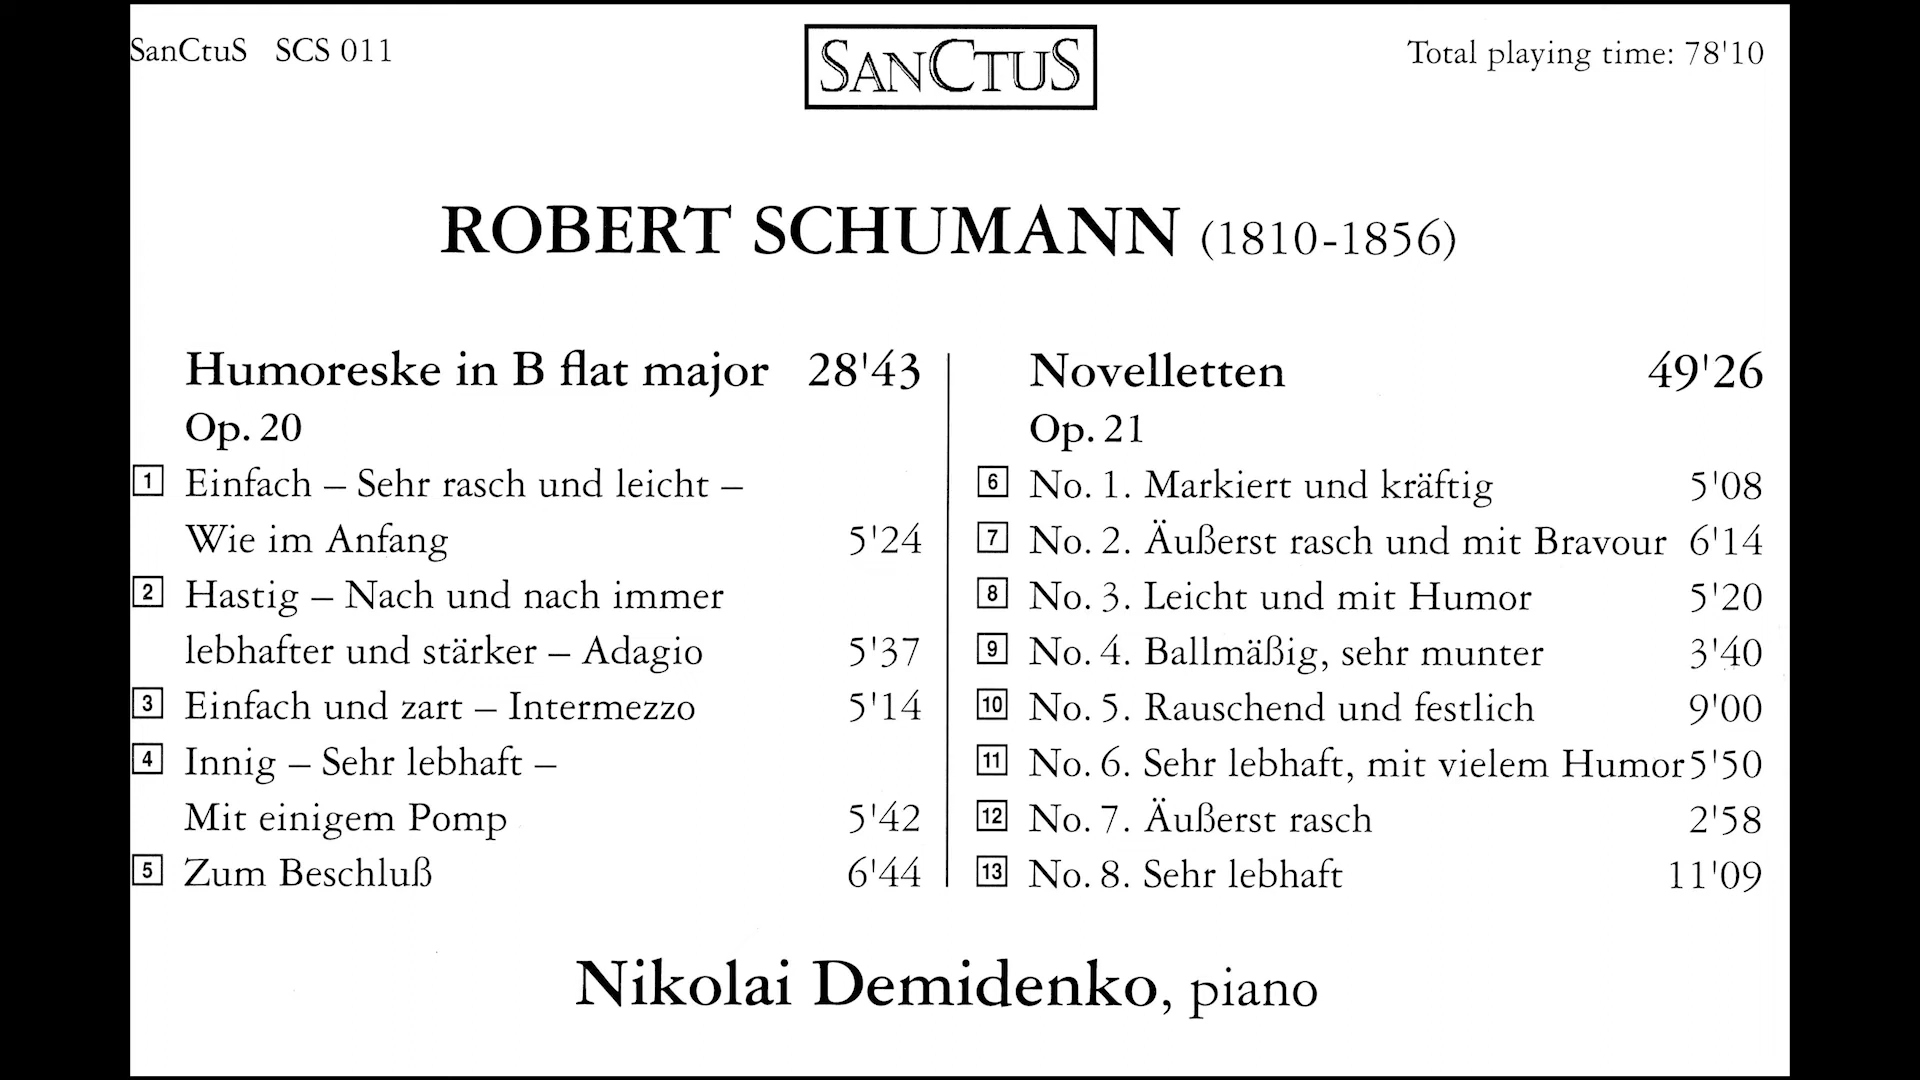 SanCtuS SCS 011
SANCTUS
Total playing time: 78'10
ROBERT SCHUMANN (1810-1856)
Humoreske in B flat major 28'43
Op. 20
1 Einfach – Sehr rasch und leicht –
Wie im Anfang 5'24
2 Hastig – Nach und nach immer
lebhafter und stärker – Adagio 5'37
3 Einfach und zart – Intermezzo 5'14
4 Innig – Sehr lebhaft –
Mit einigem Pomp 5'42
5 Zum Beschluß 6'44
Novelletten 49'26
Op. 21
6 No. 1. Markiert und kräftig 5'08
7 No. 2. Äußerst rasch und mit Bravour 6'14
8 No. 3. Leicht und mit Humor 5'20
9 No. 4. Ballmäßig, sehr munter 3'40
10 No. 5. Rauschend und festlich 9'00
11 No. 6. Sehr lebhaft, mit vielem Humor 5'50
12 No. 7. Äußerst rasch 2'58
13 No. 8. Sehr lebhaft 11'09
Nikolai Demidenko, piano